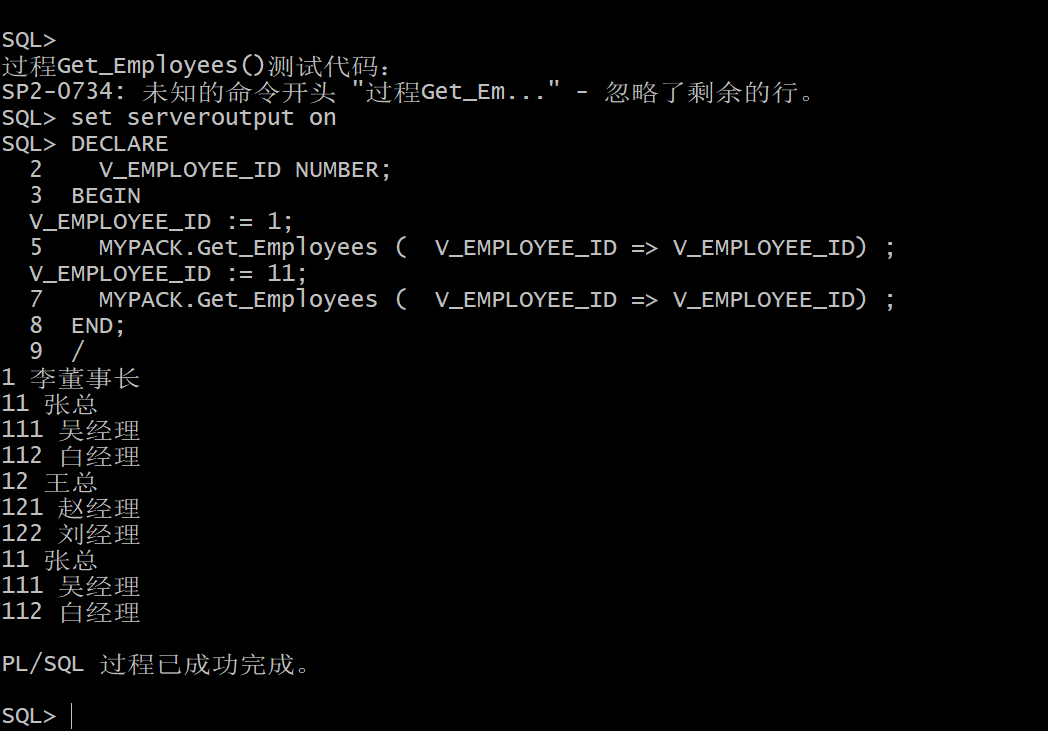 SQL>
过程Get_Employees()测试代码：
SP2-0734: 未知的命令开头 "过程Get_Em..." - 忽略了剩余的行。
SQL> set serveroutput on
SQL> DECLARE
  2    V_EMPLOYEE_ID NUMBER;
  3  BEGIN
  V_EMPLOYEE_ID := 1;
  5    MYPACK.Get_Employees (  V_EMPLOYEE_ID => V_EMPLOYEE_ID) ;
  V_EMPLOYEE_ID := 11;
  7    MYPACK.Get_Employees (  V_EMPLOYEE_ID => V_EMPLOYEE_ID) ;
  8  END;
  9  /
1 李董事长
11 张总
111 吴经理
112 白经理
12 王总
121 赵经理
122 刘经理
11 张总
111 吴经理
112 白经理
PL/SQL 过程已成功完成。
SQL>